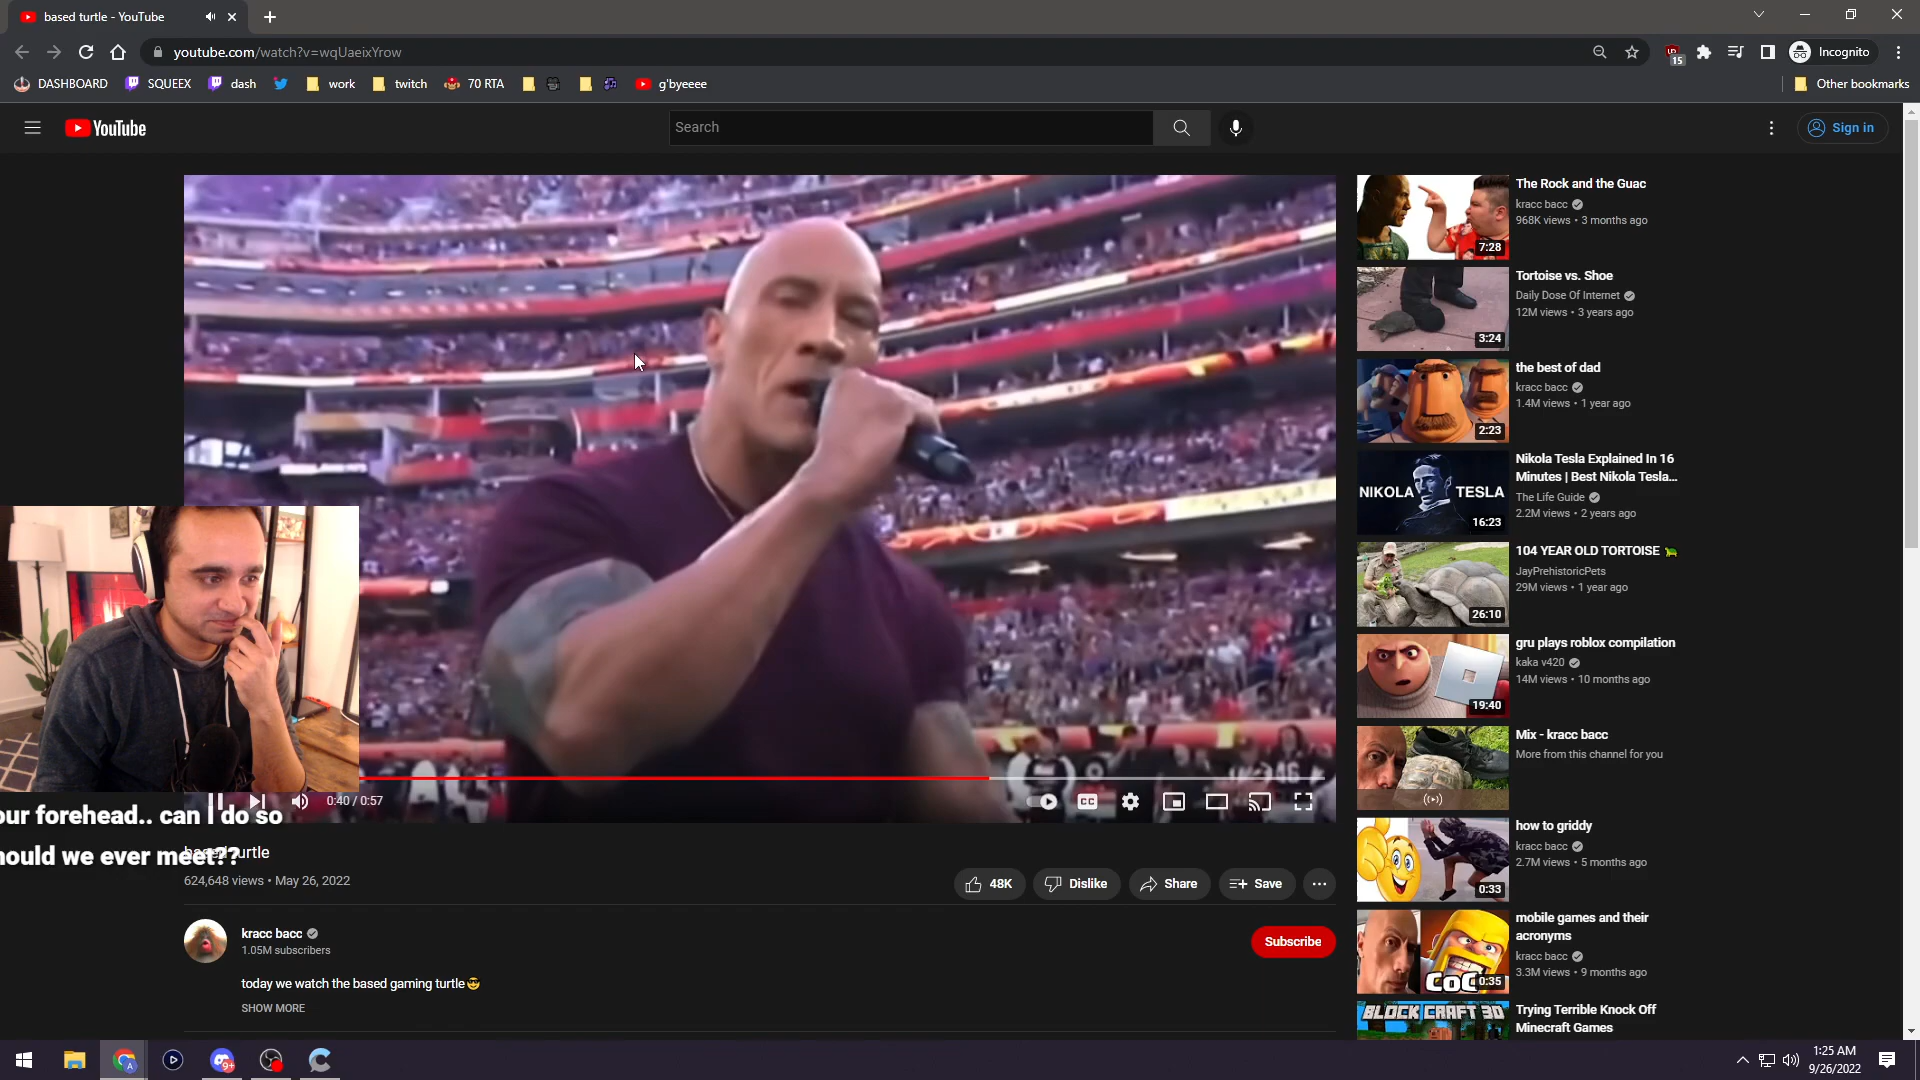 based turtle - YouTube
youtube.com/watch?v=wqUaeixYrow
15
Incognito
DASHBOARD
SQUEEX
dash
work
twitch
70 RTA
g'byeeee
Other bookmarks
YouTube
Search
Sign in
The Rock and the Guac
kracc bacc
968K views • 3 months ago
7:28
Tortoise vs. Shoe
Daily Dose Of Internet
12M views • 3 years ago
3:24
the best of dad
kracc bacc
1.4M views • 1 year ago
2:23
Nikola Tesla Explained In 16
Minutes | Best Nikola Tesla...
The Life Guide
2.2M views • 2 years ago
NIKOLA TESLA
16:23
104 YEAR OLD TORTOISE 🐢
JayPrehistoricPets
29M views • 1 year ago
26:10
gru plays roblox compilation
kaka v420
14M views • 10 months ago
19:40
Mix - kracc bacc
More from this channel for you
how to griddy
kracc bacc
2.7M views • 5 months ago
0:33
mobile games and their
acronyms
kracc bacc
3.3M views • 9 months ago
COC
0:35
Trying Terrible Knock Off
Minecraft Games
BLOCK CRAFT 3D
0:40 / 0:57
CC
our forehead.. can I do so
hould we ever meet??
based turtle
624,648 views • May 26, 2022
48K
Dislike
Share
Save
kracc bacc
1.05M subscribers
Subscribe
today we watch the based gaming turtle😎
SHOW MORE
9+
1:25 AM
9/26/2022